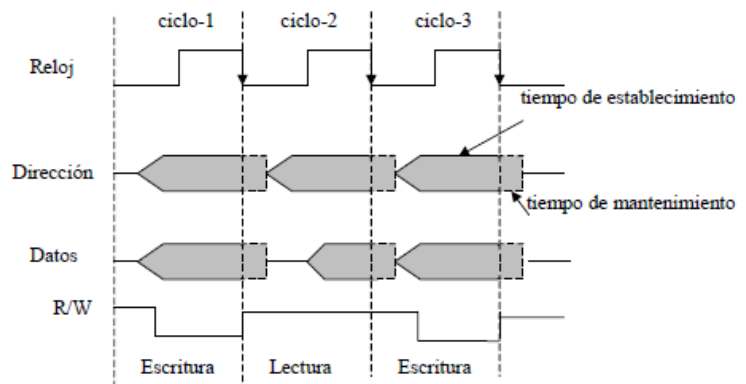 ciclo-1 ciclo-2 ciclo-3
Reloj
tiempo de establecimiento
Dirección
tiempo de mantenimiento
Datos
R/W
Escritura Lectura Escritura